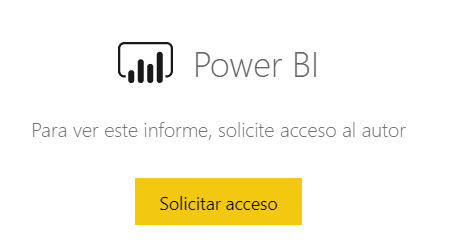 Power BI
Para ver este informe, solicite acceso al autor
Solicitar acceso